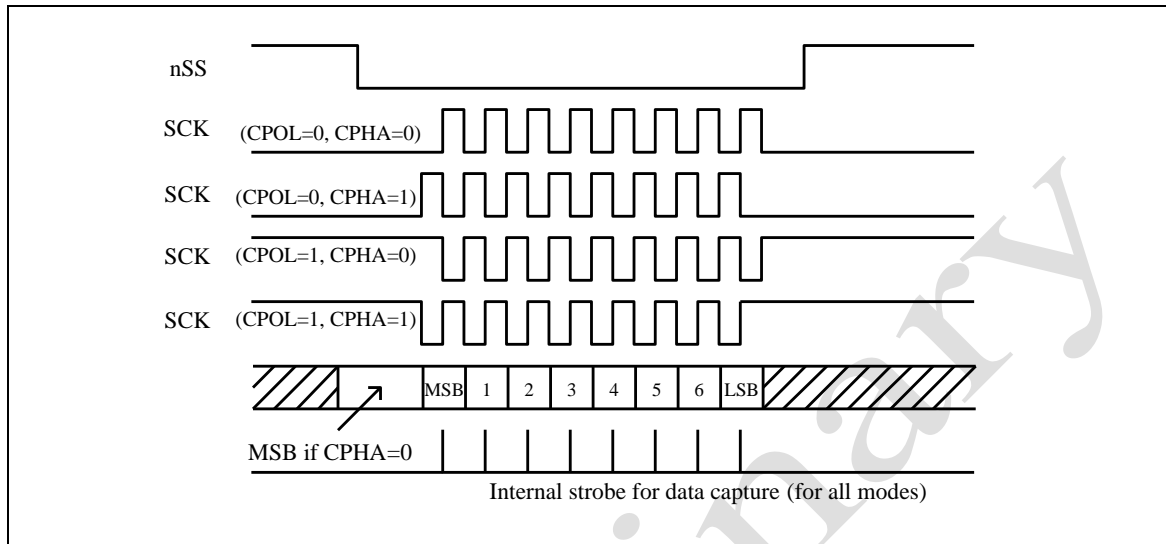 nSS
SCK (CPOL=0, CPHA=0)
SCK (CPOL=0, CPHA=1)
SCK (CPOL=1, CPHA=0)
SCK (CPOL=1, CPHA=1)
MSB 1 2 3 4 5 6 LSB
MSB if CPHA=0
Internal strobe for data capture (for all modes)
inary